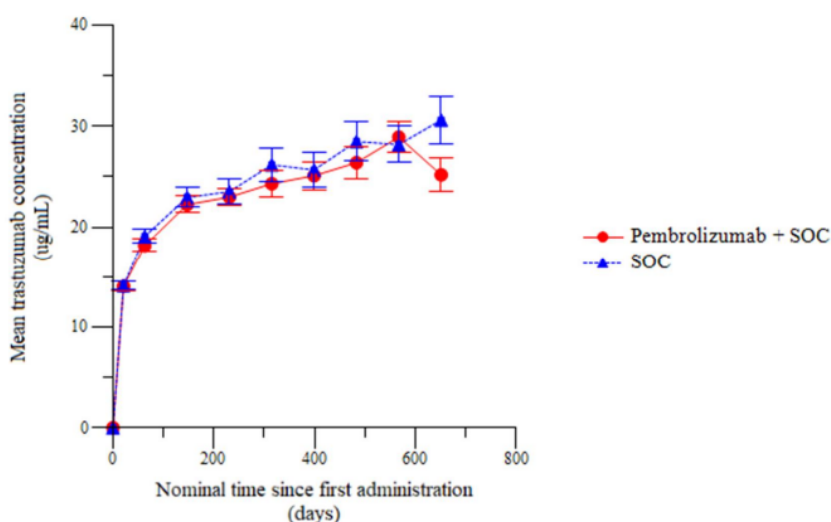 40
30
20
10
0
Mean trastuzumab concentration
(ug/mL)
0
200
400
600
800
Nominal time since first administration
(days)
Pembrolizumab + SOC
SOC